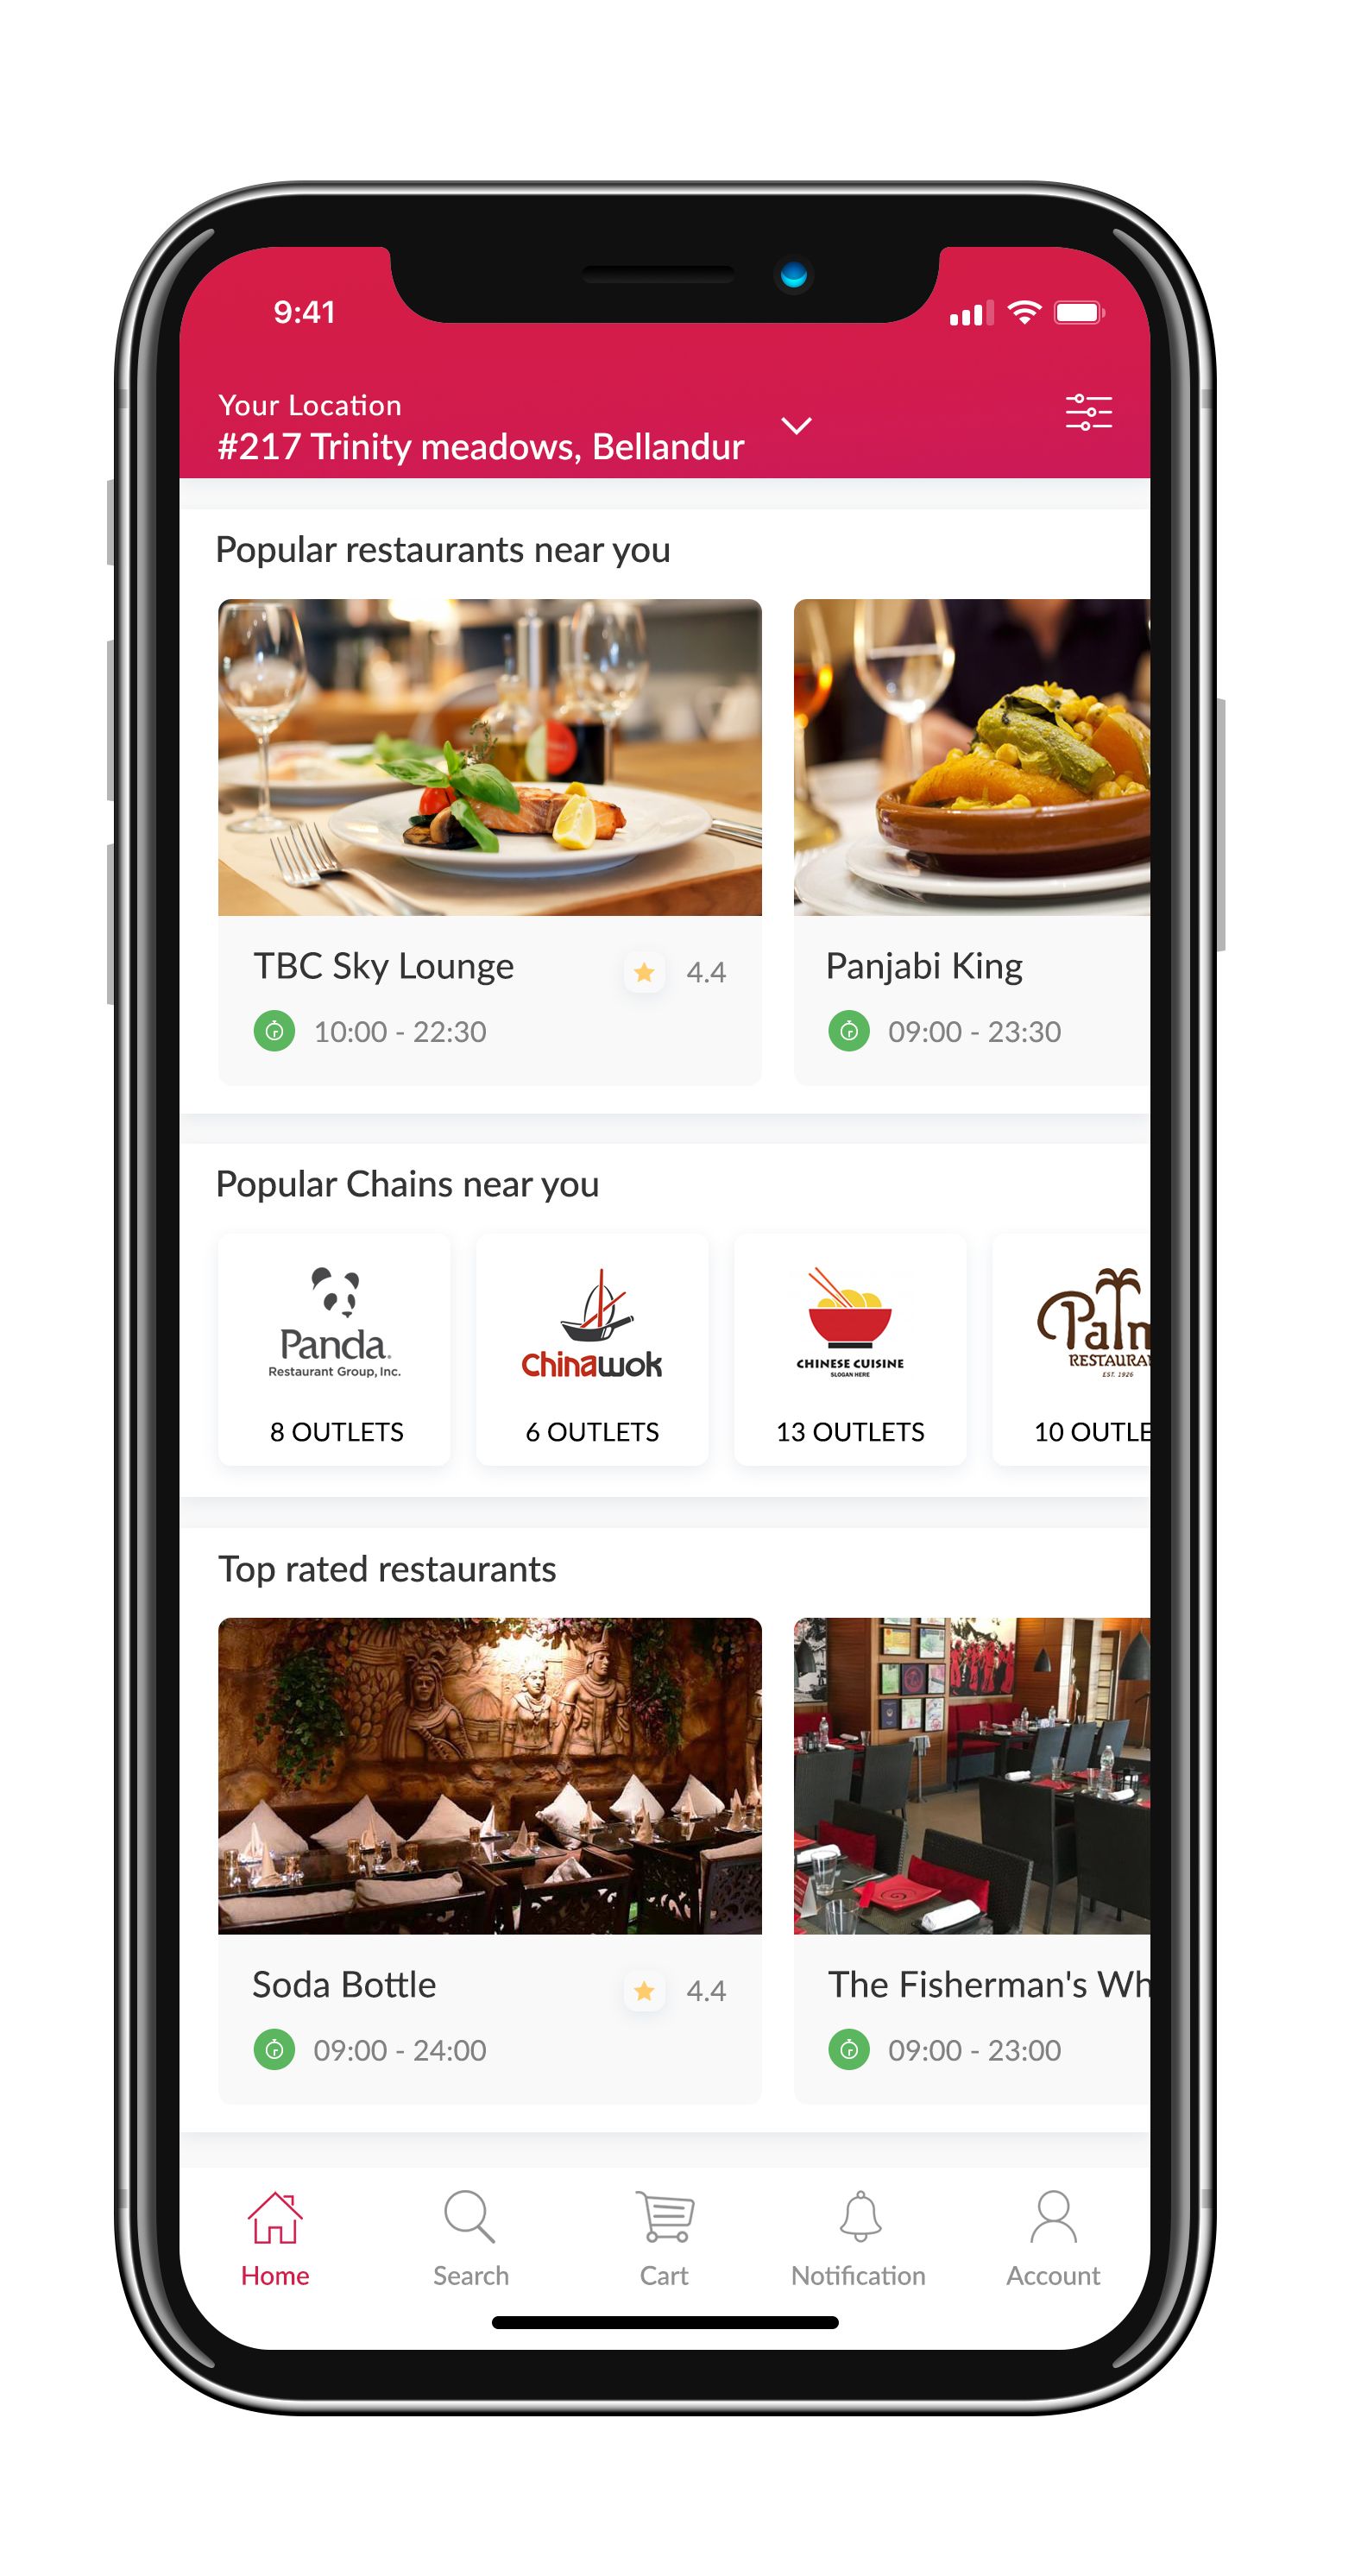 9:41
Your Location
#217 Trinity meadows, Bellandur
Popular restaurants near you
TBC Sky Lounge
4.4
10:00 - 22:30
Panjabi King
09:00 - 23:30
Popular Chains near you
Panda
Restaurant Group, Inc.
8 OUTLETS
Chinawok
6 OUTLETS
CHINESE CUISINE
SLOGAN HERE
13 OUTLETS
Palm
RESTAURA
EST. 1926
10 OUTLE
Top rated restaurants
Soda Bottle
4.4
09:00 - 24:00
The Fisherman's Wh
09:00 - 23:00
Home
Search
Cart
Notification
Account